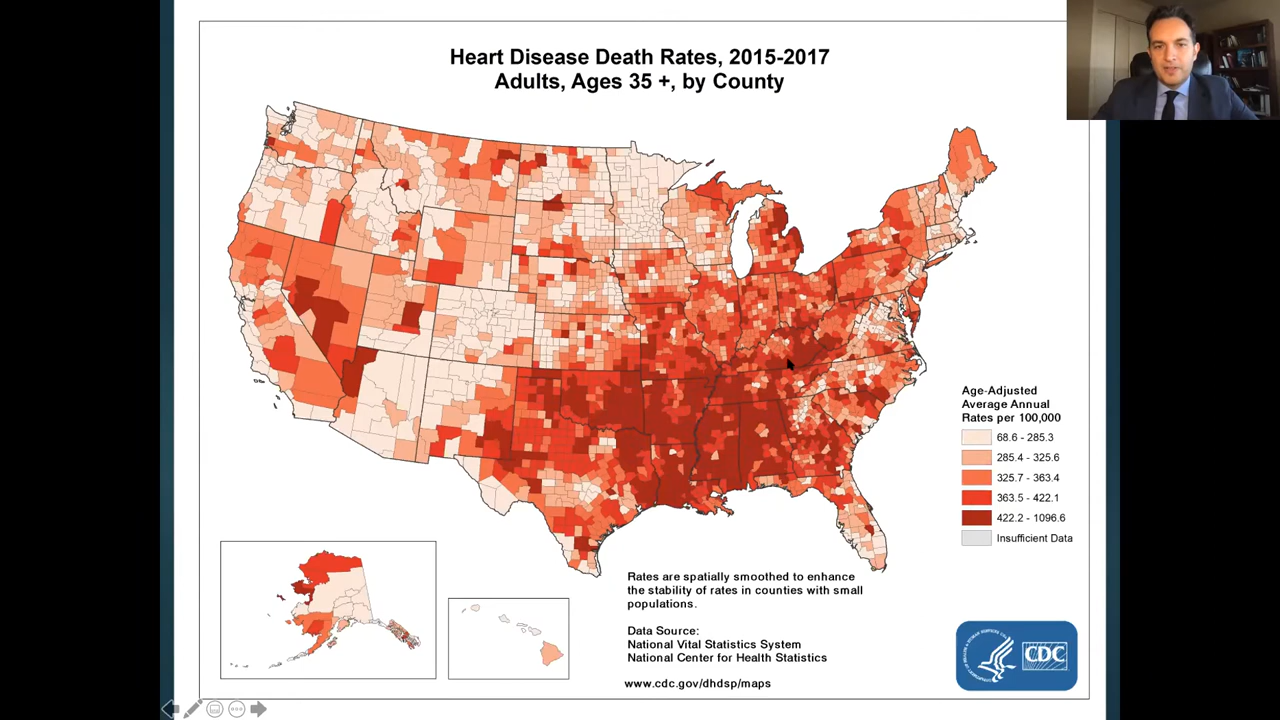 Heart Disease Death Rates, 2015-2017
Adults, Ages 35 +, by County
Age-Adjusted
Average Annual
Rates per 100,000
68.6 - 285.3
285.4 - 325.6
325.7 - 363.4
363.5 - 422.1
422.2 - 1096.6
Insufficient Data
Rates are spatially smoothed to enhance
the stability of rates in counties with small
populations.
Data Source:
National Vital Statistics System
National Center for Health Statistics
www.cdc.gov/dhdsp/maps
CDC